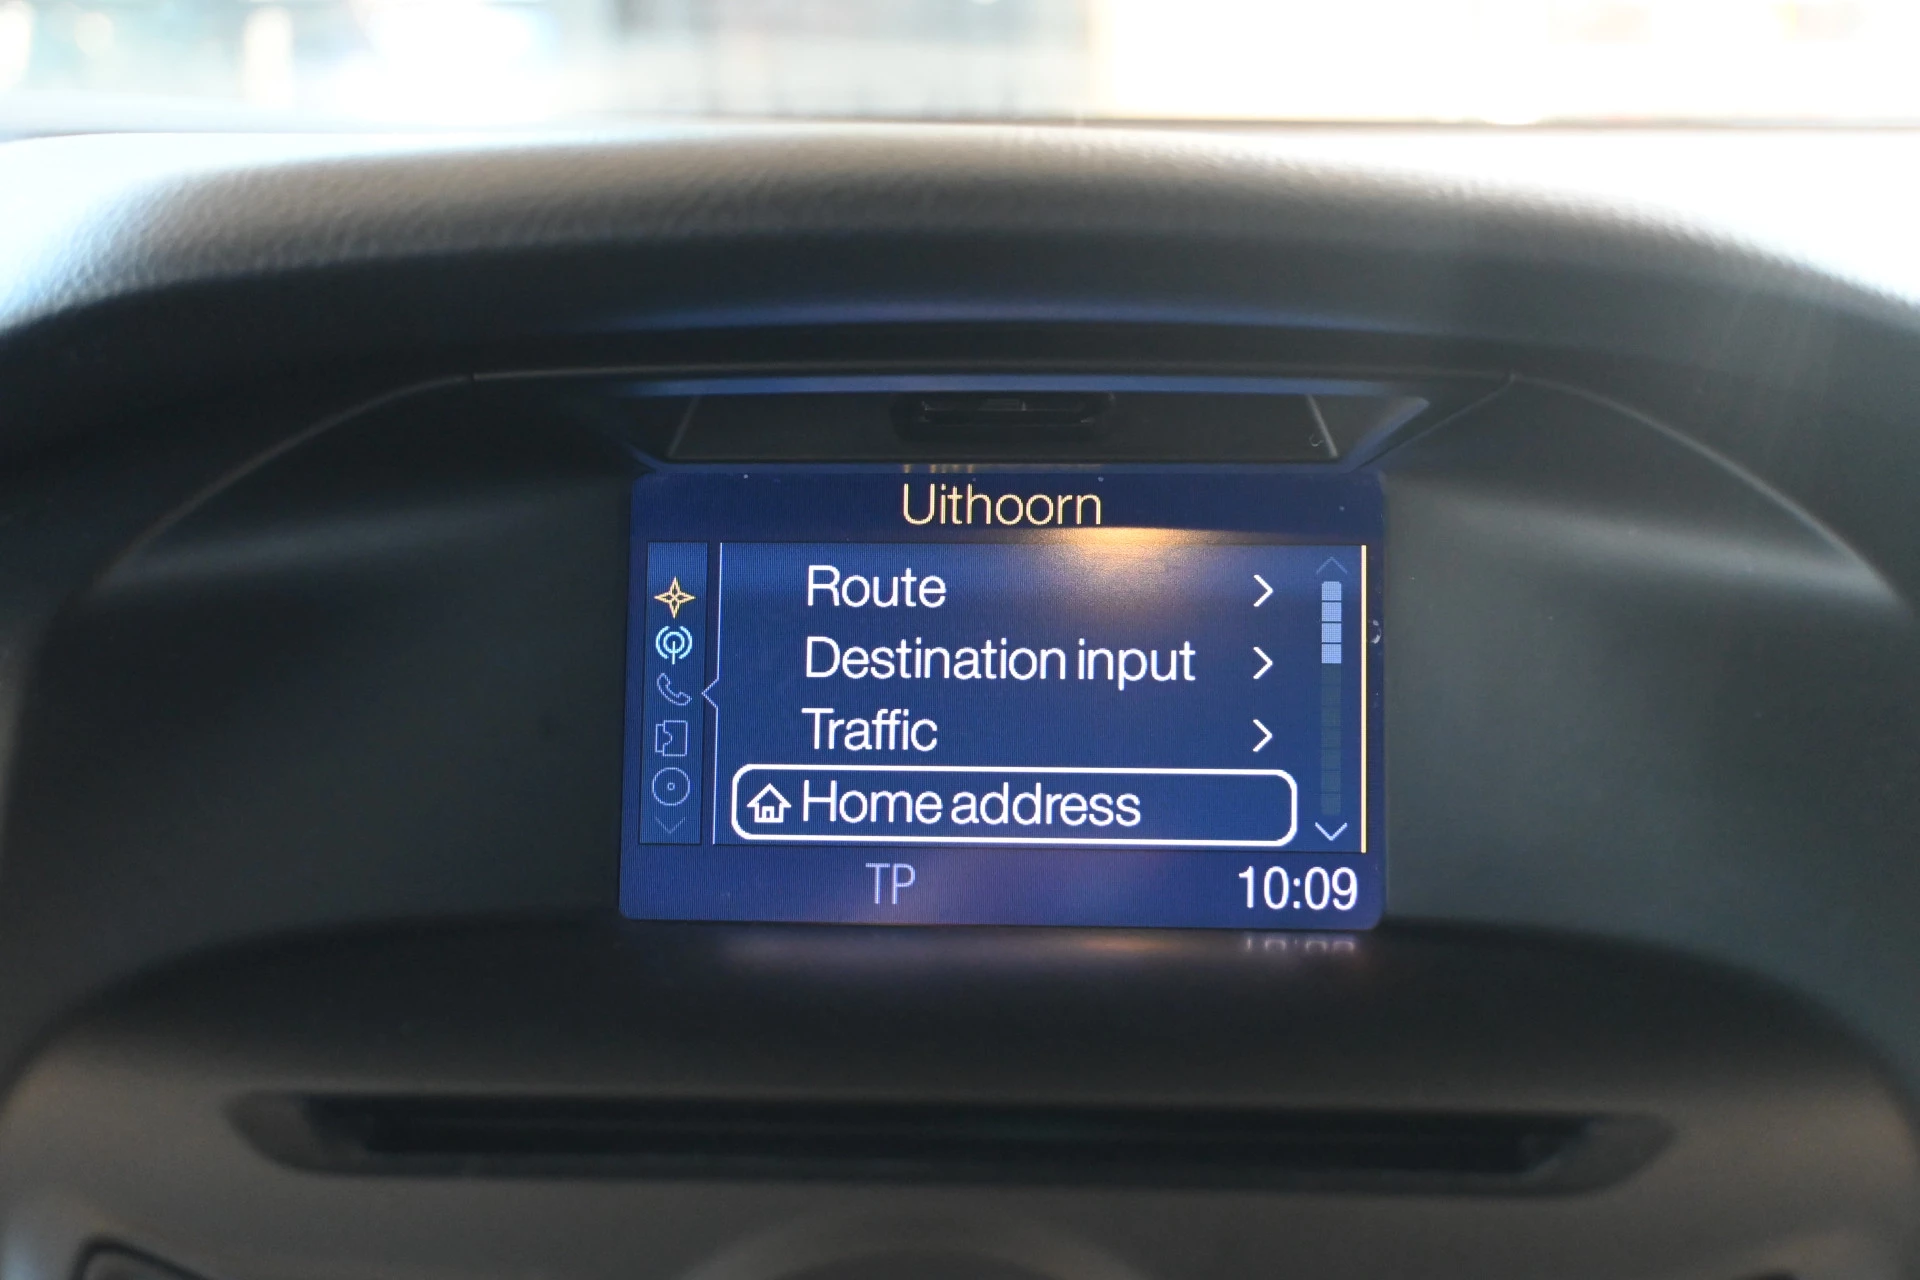 Uithoorn
Route
Destination input
Traffic
Home address
TP
10:09